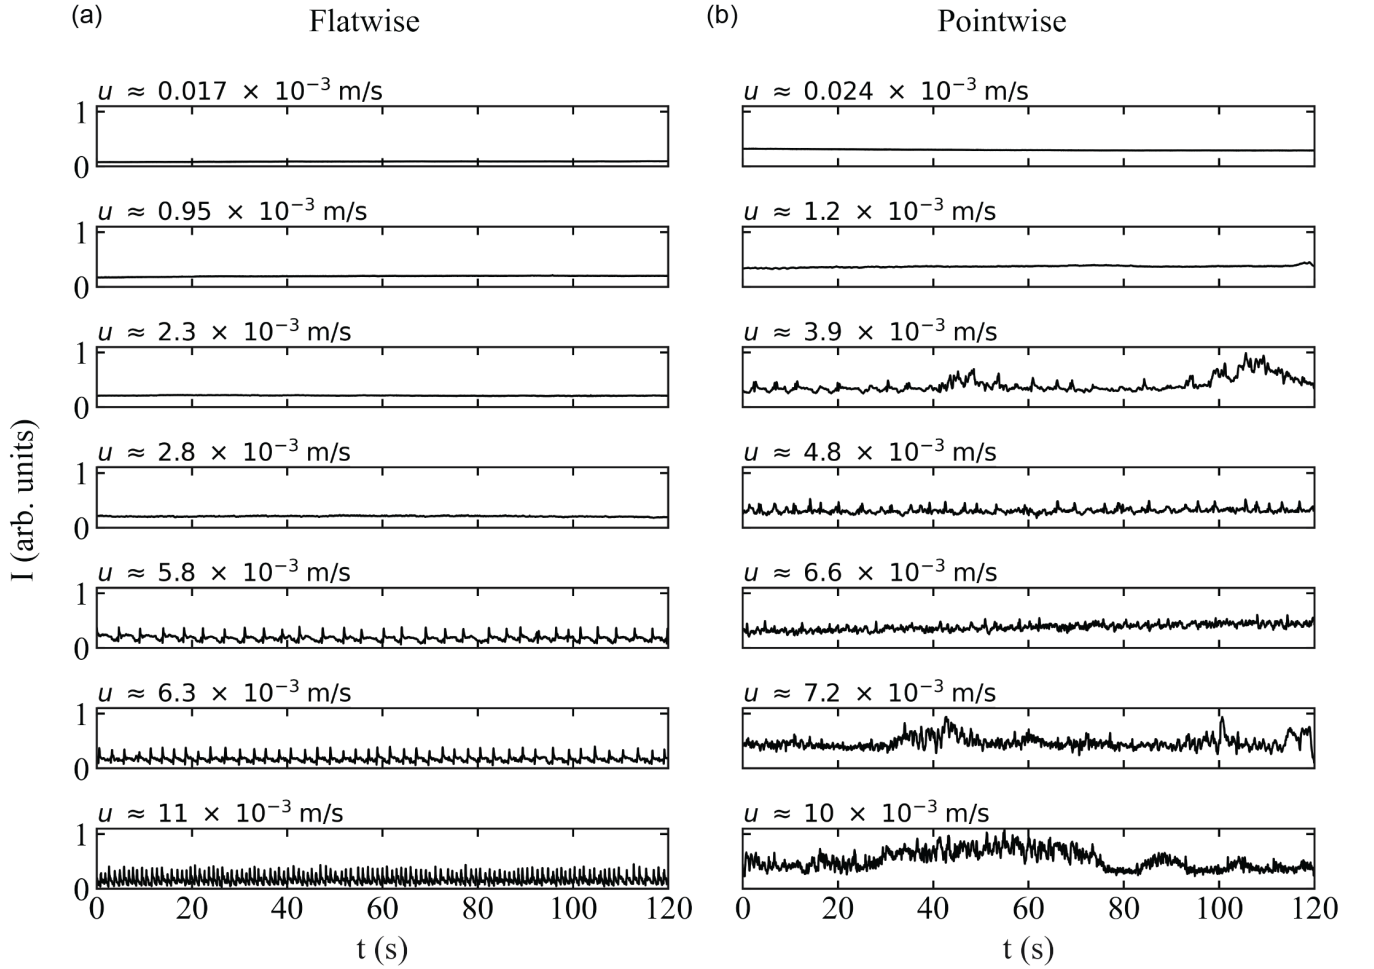 (a) Flatwise
(b) Pointwise
I (arb. units)
u ≈ 0.017 × 10⁻³ m/s
1
0
u ≈ 0.95 × 10⁻³ m/s
1
0
u ≈ 2.3 × 10⁻³ m/s
1
0
u ≈ 2.8 × 10⁻³ m/s
1
0
u ≈ 5.8 × 10⁻³ m/s
1
0
u ≈ 6.3 × 10⁻³ m/s
1
0
u ≈ 11 × 10⁻³ m/s
1
0
0 20 40 60 80 100 120
t (s)
u ≈ 0.024 × 10⁻³ m/s
u ≈ 1.2 × 10⁻³ m/s
u ≈ 3.9 × 10⁻³ m/s
u ≈ 4.8 × 10⁻³ m/s
u ≈ 6.6 × 10⁻³ m/s
u ≈ 7.2 × 10⁻³ m/s
u ≈ 10 × 10⁻³ m/s
0 20 40 60 80 100 120
t (s)